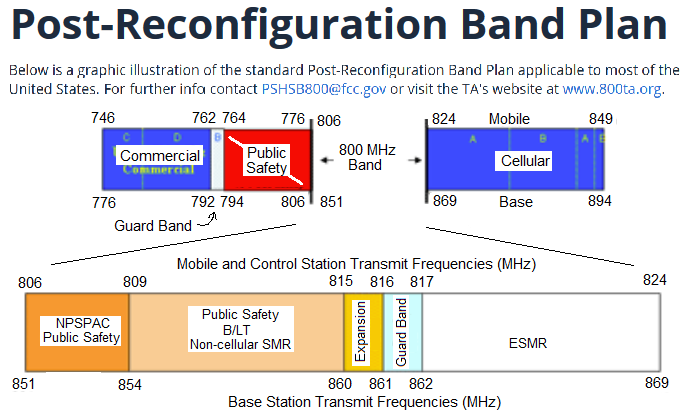 Post-Reconfiguration Band Plan
Below is a graphic illustration of the standard Post-Reconfiguration Band Plan applicable to most of the
United States. For further info contact PSHSB800@fcc.gov or visit the TA's website at www.800ta.org.
746 762 764 776 806 824 Mobile 849
C D B A B A B
Commercial Public Safety 800 MHz Band Cellular
Commercial
776 792 794 806 851 869 Base 894
Guard Band
Mobile and Control Station Transmit Frequencies (MHz)
806 809 815 816 817 824
NPSPAC
Public Safety
Public Safety
B/LT
Non-cellular SMR
Expansion
Guard Band
ESMR
851 854 860 861 862 869
Base Station Transmit Frequencies (MHz)